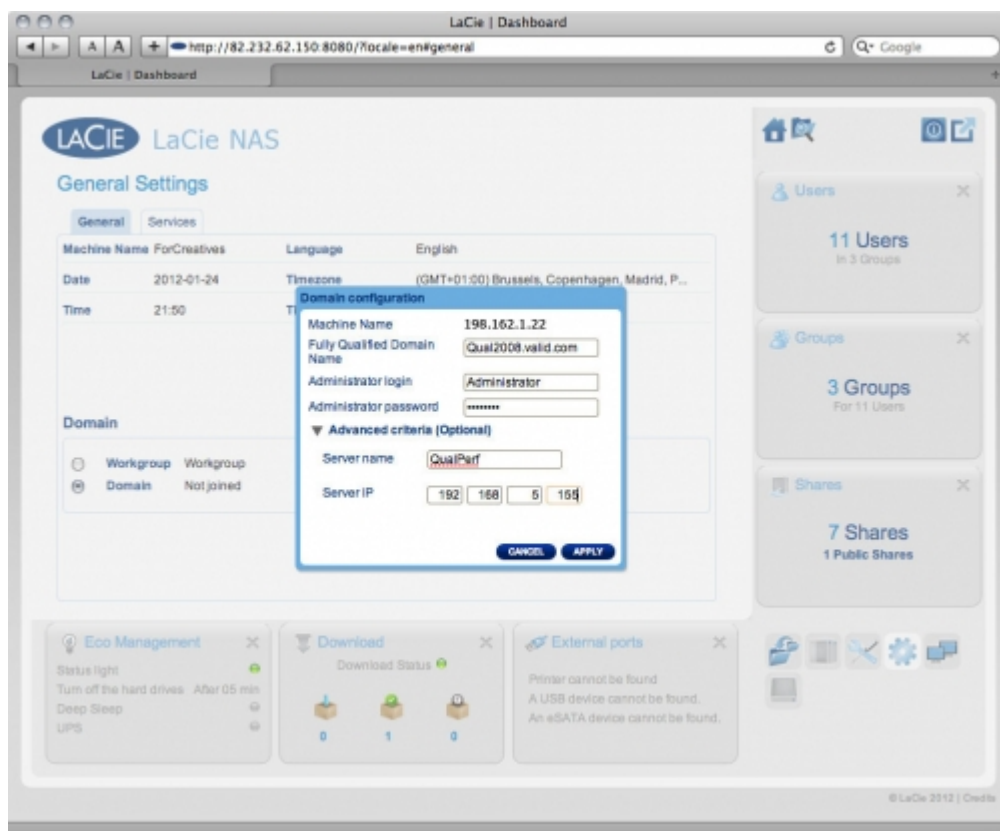 LaCie | Dashboard
A A + http://82.232.62.150:8080/?locale=en#general Google
LaCie | Dashboard +
LACIE LaCie NAS
General Settings
General Services
Machine Name ForCreatives Language English
Date 2012-01-24 Timezone (GMT+01:00) Brussels, Copenhagen, Madrid, P...
Time 21:50
Domain configuration
Machine Name 198.162.1.22
Fully Qualified Domain Name Qual2008.valid.com
Administrator login Administrator
Administrator password ••••••••
Advanced criteria (Optional)
Server name QualPerf
Server IP 192 168 5 155
CANCEL APPLY
Domain
Workgroup Workgroup
Domain Not joined
Users
11 Users
In 3 Groups
Groups
3 Groups
For 11 Users
Shares
7 Shares
1 Public Shares
Eco Management
Status light
Turn off the hard drives After 05 min
Deep Sleep
UPS
Download
Download Status
0 1 0
External ports
Printer cannot be found
A USB device cannot be found.
An eSATA device cannot be found.
© LaCie 2012 | Credits